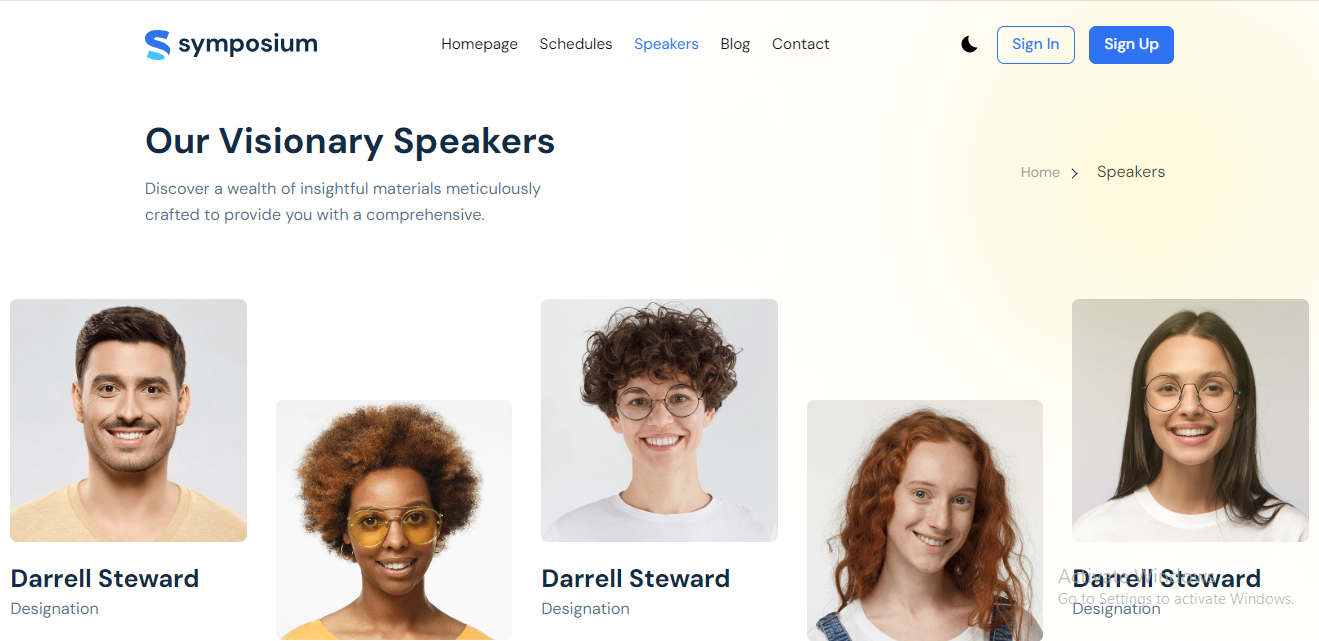 symposium
Homepage Schedules Speakers Blog Contact
Sign In
Sign Up
Our Visionary Speakers
Discover a wealth of insightful materials meticulously
crafted to provide you with a comprehensive.
Home Speakers
Darrell Steward
Designation
Darrell Steward
Designation
Darrell Steward
Designation
Activate Windows
Go to Settings to activate Windows.